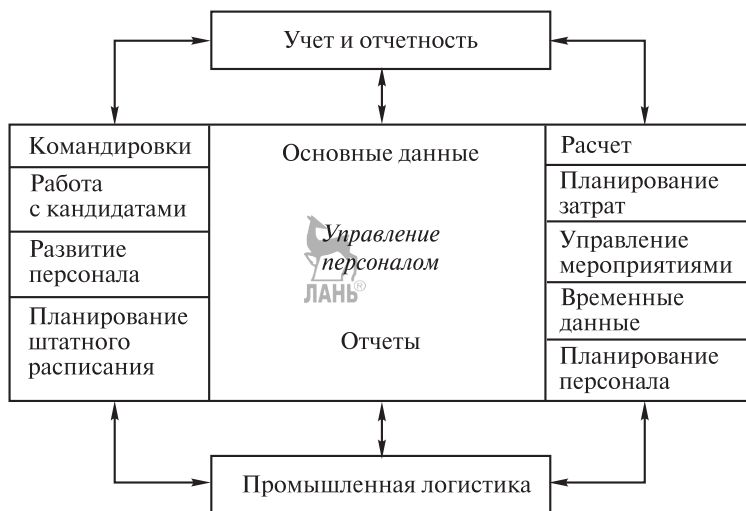 Учет и отчетность
Командировки
Работа
с кандидатами
Развитие
персонала
Планирование
штатного
расписания
Основные данные
Управление
персоналом
ЛАНЬ®
Отчеты
Расчет
Планирование
затрат
Управление
мероприятиями
Временные
данные
Планирование
персонала
Промышленная логистика